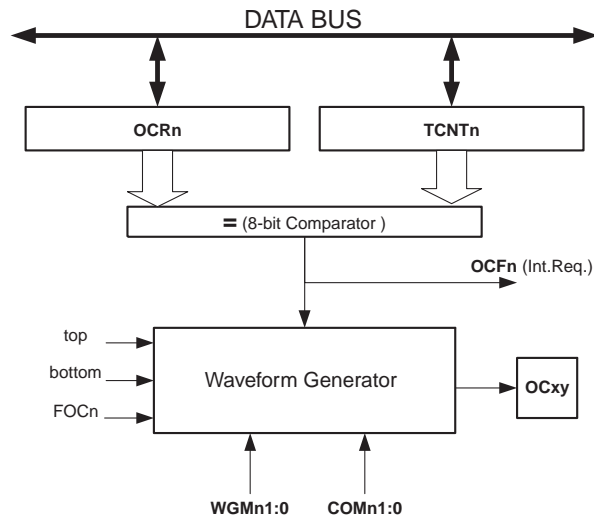 DATA BUS
OCRn
TCNTn
= (8-bit Comparator )
OCFn (Int.Req.)
top
bottom
FOCn
Waveform Generator
OCxy
WGMn1:0
COMn1:0